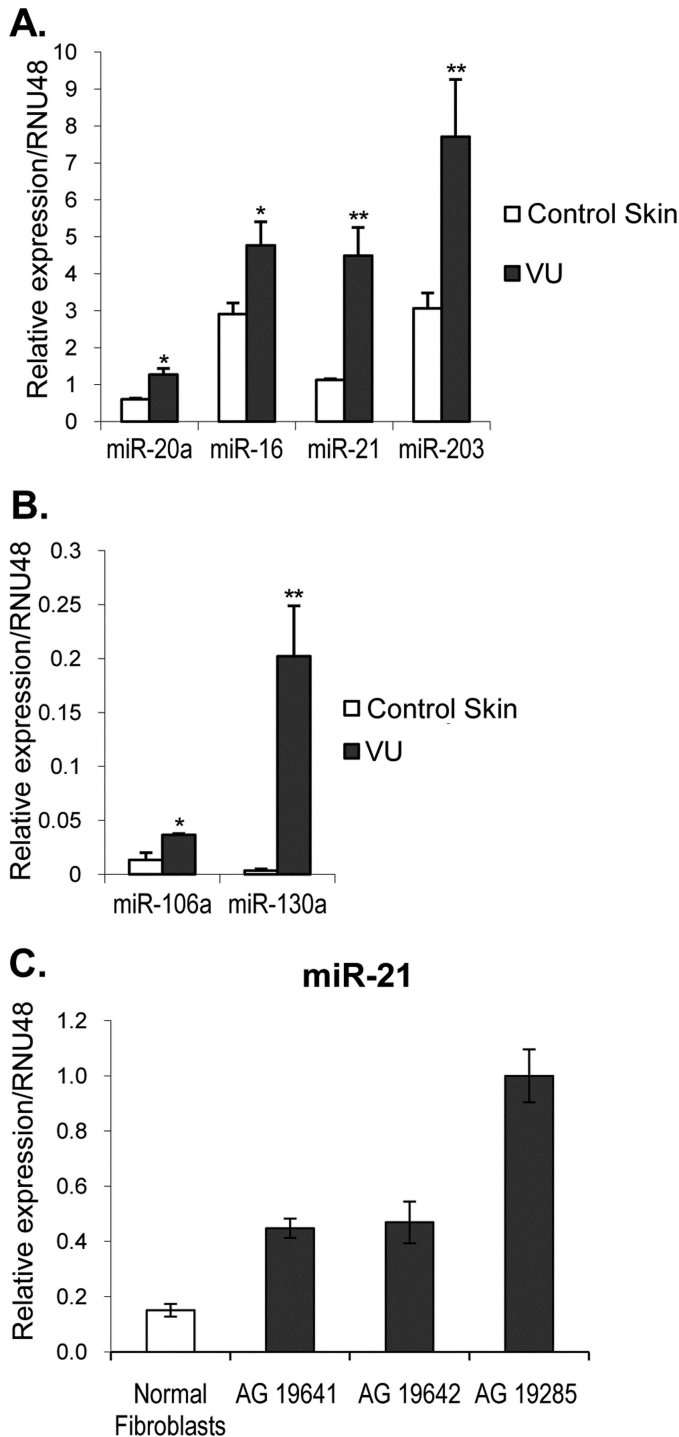 A.
Relative expression/RNU48
10
9
8
7
6
5
4
3
2
1
0
*
*
**
**
miR-20a miR-16 miR-21 miR-203
Control Skin
VU
B.
Relative expression/RNU48
0.3
0.25
0.2
0.15
0.1
0.05
0
*
**
miR-106a miR-130a
Control Skin
VU
C.
miR-21
Relative expression/RNU48
1.2
1.0
0.8
0.6
0.4
0.2
0.0
Normal
Fibroblasts
AG 19641 AG 19642 AG 19285